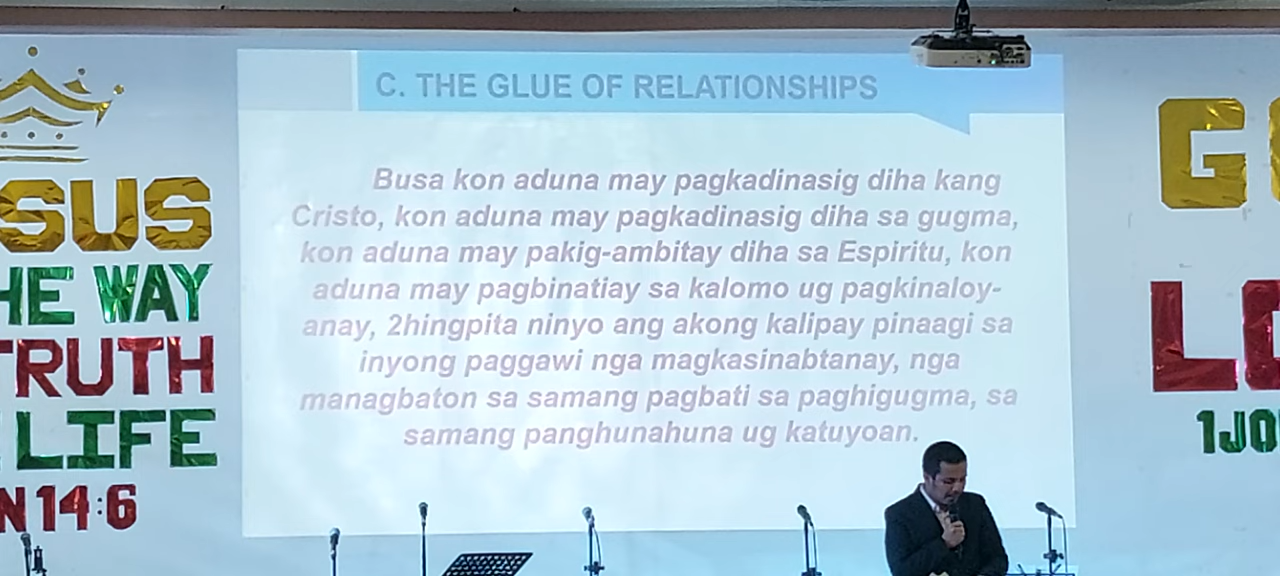 C. THE GLUE OF RELATIONSHIPS
Busa kon aduna may pagkadinasig diha kang
Cristo, kon aduna may pagkadinasig diha sa gugma,
kon aduna may pakig-ambitay diha sa Espiritu, kon
aduna may pagbinatiay sa kalomo ug pagkinaloy-
anay, 2hingpita ninyo ang akong kalipay pinaagi sa
inyong paggawi nga magkasinabtanay, nga
managbaton sa samang pagbati sa paghigugma, sa
samang panghunahuna ug katuyoan.
SUS
HE WAY
TRUTH
LIFE
N 14:6
G
L
1JO